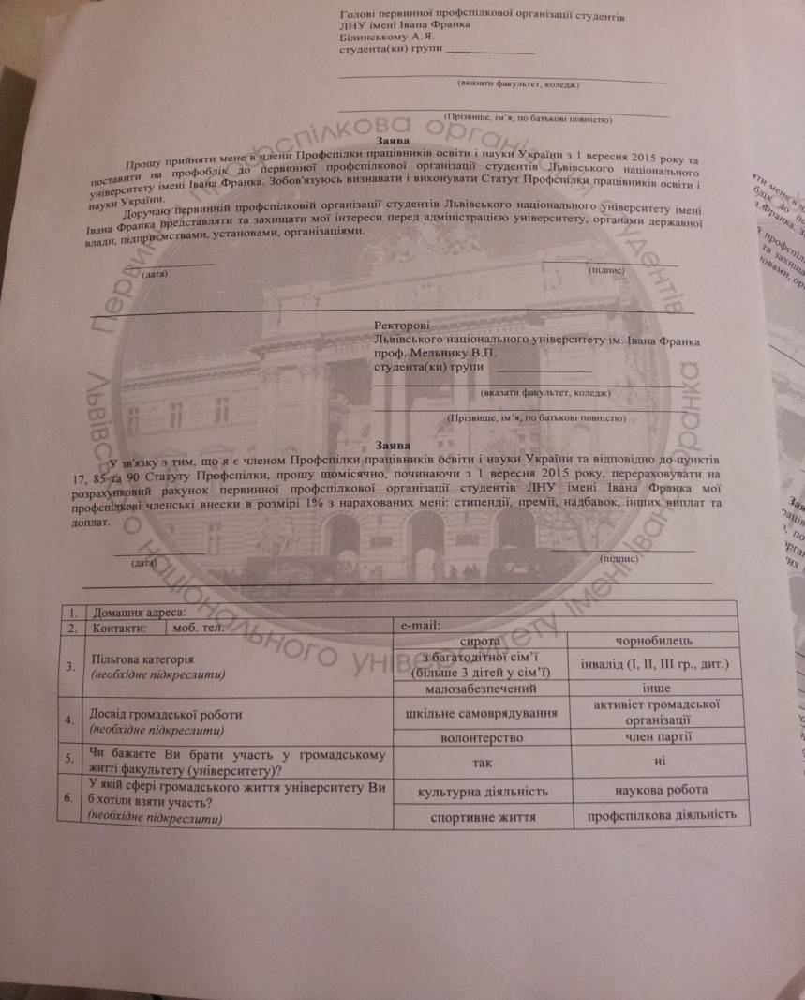 Голові первинної профспілкової організації студентів
ЛНУ імені Івана Франка
Білинському А.Я.
студента(ки) групи
(вказати факультет, коледж)
(Прізвище, ім'я, по батькові повністю)
Заява
Прошу прийняти мене в члени Профспілки працівників освіти і науки України з 1 вересня 2015 року та
поставити на профоблік до первинної профспілкової організації студентів Львівського національного
університету імені Івана Франка. Зобов'язуюсь визнавати і виконувати Статут Профспілки працівників освіти і
науки України.
Доручаю первинній профспілковій організації студентів Львівського національного університету імені
Івана Франка представляти та захищати мої інтереси перед адміністрацією університету, органами державної
влади, підприємствами, установами, організаціями.
(дата) (підпис)
Ректорові
Львівського національного університету ім. Івана Франка
проф. Мельнику В.П.
студента(ки) групи
(вказати факультет, коледж)
(Прізвище, ім'я, по батькові повністю)
Заява
У зв'язку з тим, що я є членом Профспілки працівників освіти і науки України та відповідно до пунктів
17, 85 та 90 Статуту Профспілки, прошу щомісячно, починаючи з 1 вересня 2015 року, перераховувати на
розрахунковий рахунок первинної профспілкової організації студентів ЛНУ імені Івана Франка мої
профспілкові членські внески в розмірі 1% з нарахованих мені: стипендії, премії, надбавок, інших виплат та
доплат.
(дата) (підпис)
1. Домашня адреса:
2. Контакти: моб. тел. e-mail:
3. Пільгова категорія
(необхідне підкреслити)
сирота чорнобилець
з багатодітної сім'ї
(більше 3 дітей у сім'ї)
інвалід (І, ІІ, ІІІ гр., дит.)
малозабезпечений інше
4. Досвід громадської роботи
(необхідне підкреслити)
шкільне самоврядування
активіст громадської
організації
волонтерство член партії
5. Чи бажаєте Ви брати участь у громадському
житті факультету (університету)?
так ні
6. У якій сфері громадського життя університету Ви
б хотіли взяти участь?
(необхідне підкреслити)
культурна діяльність наукова робота
спортивне життя профспілкова діяльність